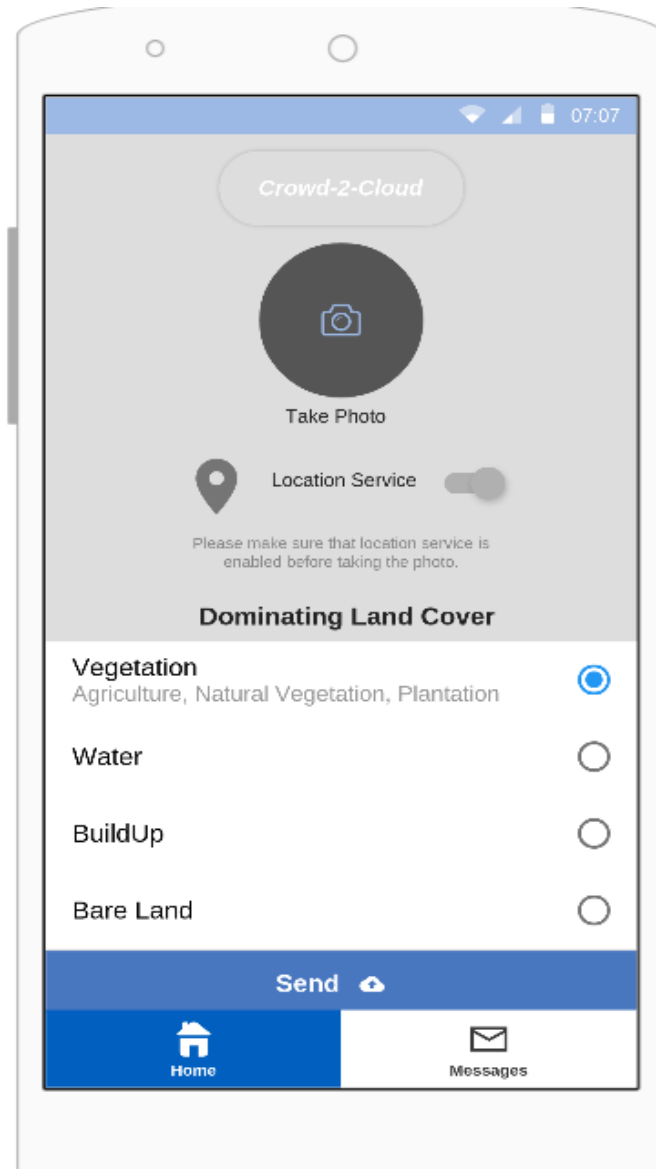 07:07
Crowd-2-Cloud
Take Photo
Location Service
Please make sure that location service is
enabled before taking the photo.
Dominating Land Cover
Vegetation
Agriculture, Natural Vegetation, Plantation
Water
BuildUp
Bare Land
Send
Home
Messages